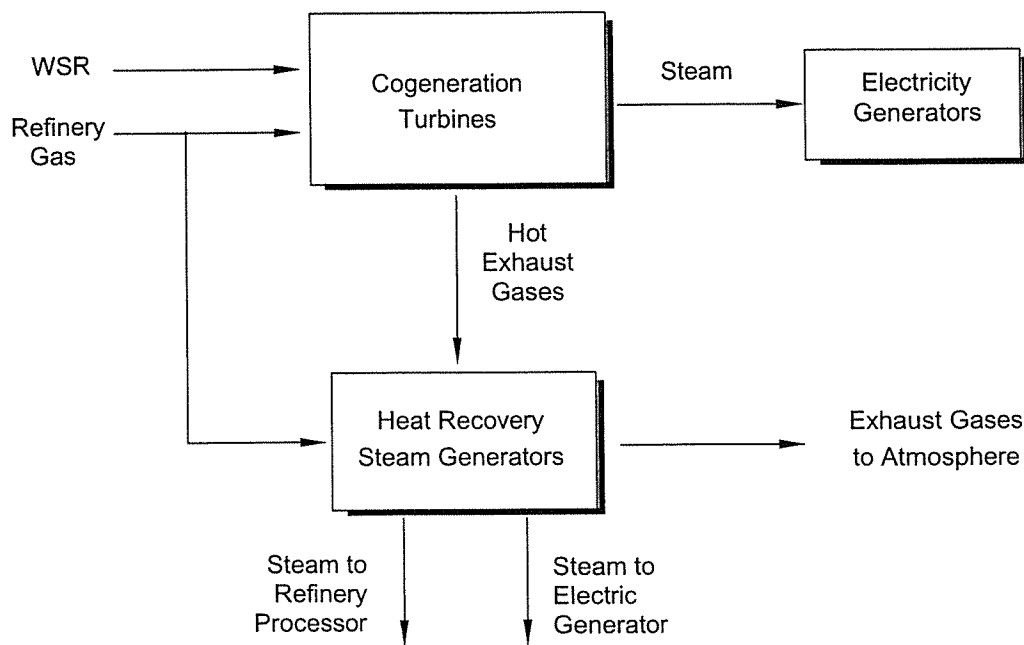 WSR
Refinery
Gas
Cogeneration
Turbines
Steam
Electricity
Generators
Hot
Exhaust
Gases
Heat Recovery
Steam Generators
Exhaust Gases
to Atmosphere
Steam to
Refinery
Processor
Steam to
Electric
Generator